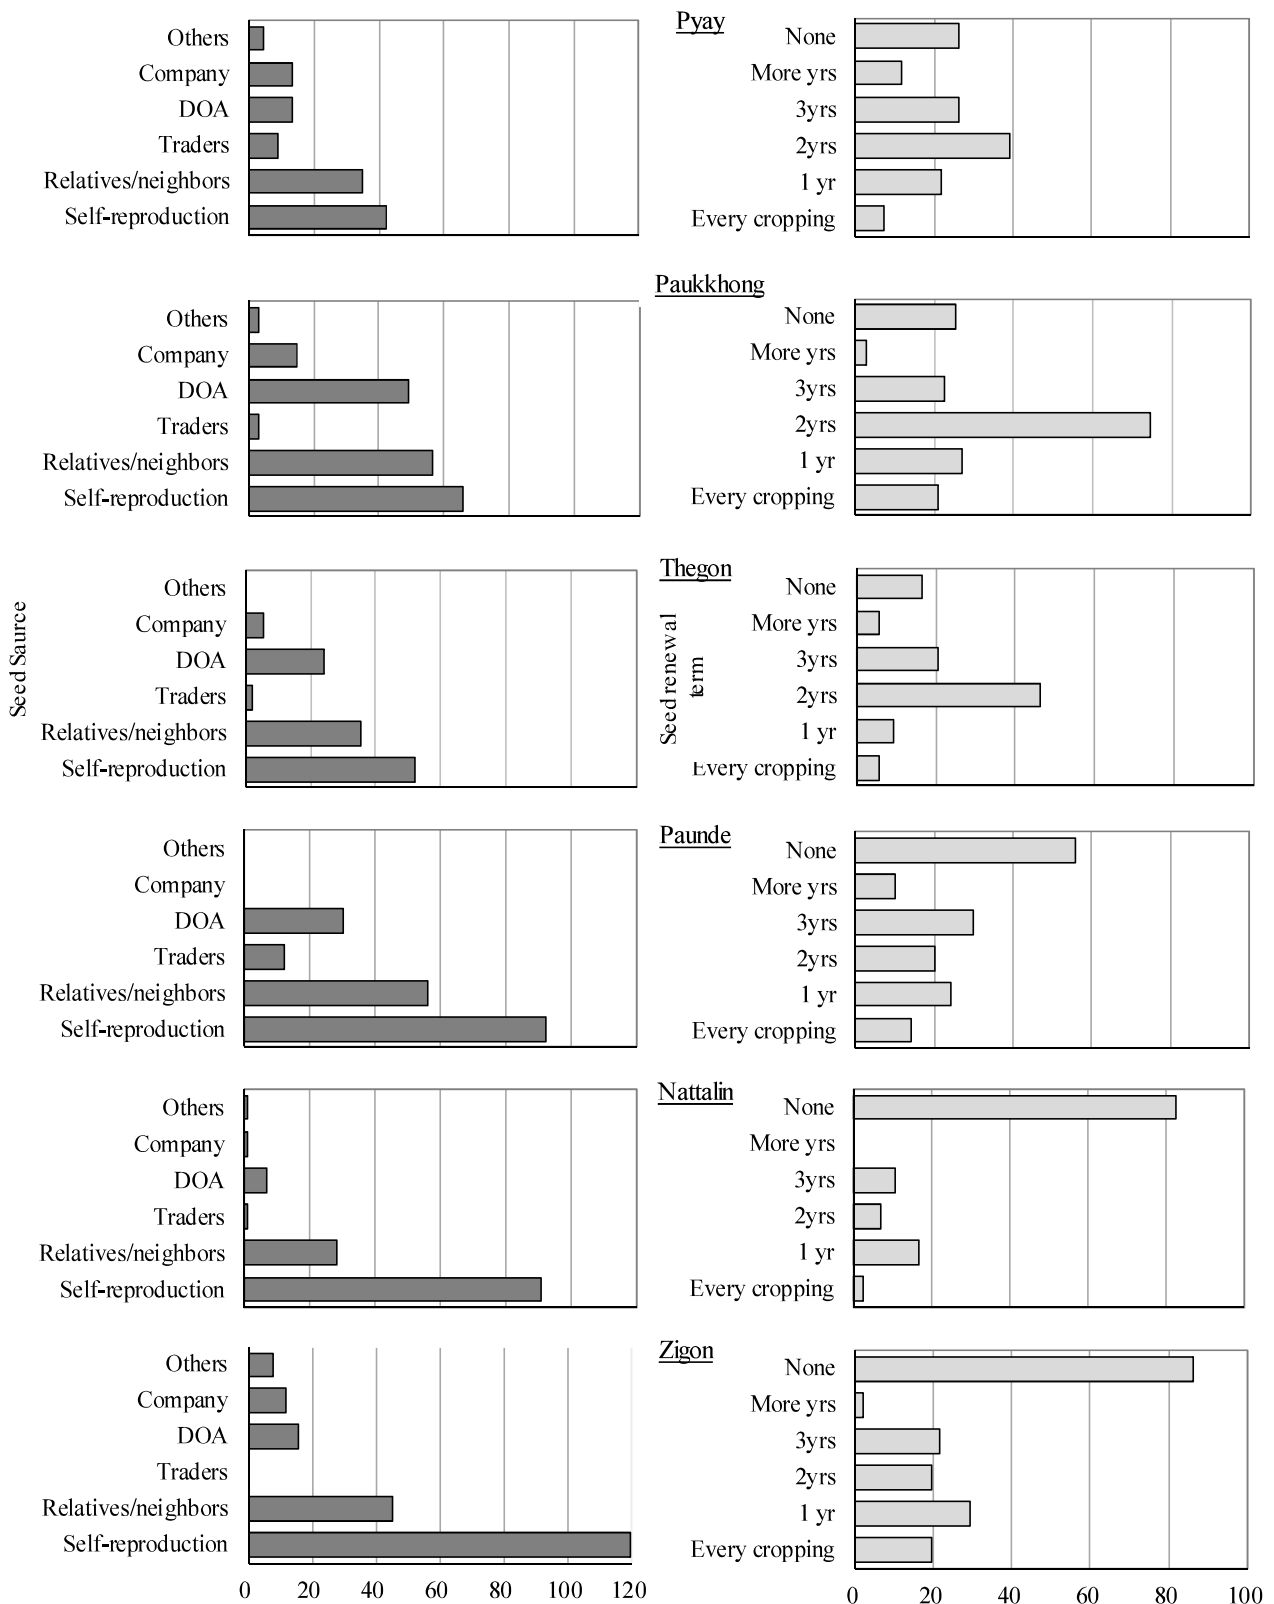 Pyay
Others
Company
DOA
Traders
Relatives/neighbors
Self-reproduction
None
More yrs
3yrs
2yrs
1 yr
Every cropping
Paukkhong
Others
Company
DOA
Traders
Relatives/neighbors
Self-reproduction
None
More yrs
3yrs
2yrs
1 yr
Every cropping
Seed Saurce
Thegon
Others
Company
DOA
Traders
Relatives/neighbors
Self-reproduction
Seed renewal
term
None
More yrs
3yrs
2yrs
1 yr
Every cropping
Paunde
Others
Company
DOA
Traders
Relatives/neighbors
Self-reproduction
None
More yrs
3yrs
2yrs
1 yr
Every cropping
Nattalin
Others
Company
DOA
Traders
Relatives/neighbors
Self-reproduction
None
More yrs
3yrs
2yrs
1 yr
Every cropping
Zigon
Others
Company
DOA
Traders
Relatives/neighbors
Self-reproduction
0 20 40 60 80 100 120
None
More yrs
3yrs
2yrs
1 yr
Every cropping
0 20 40 60 80 100